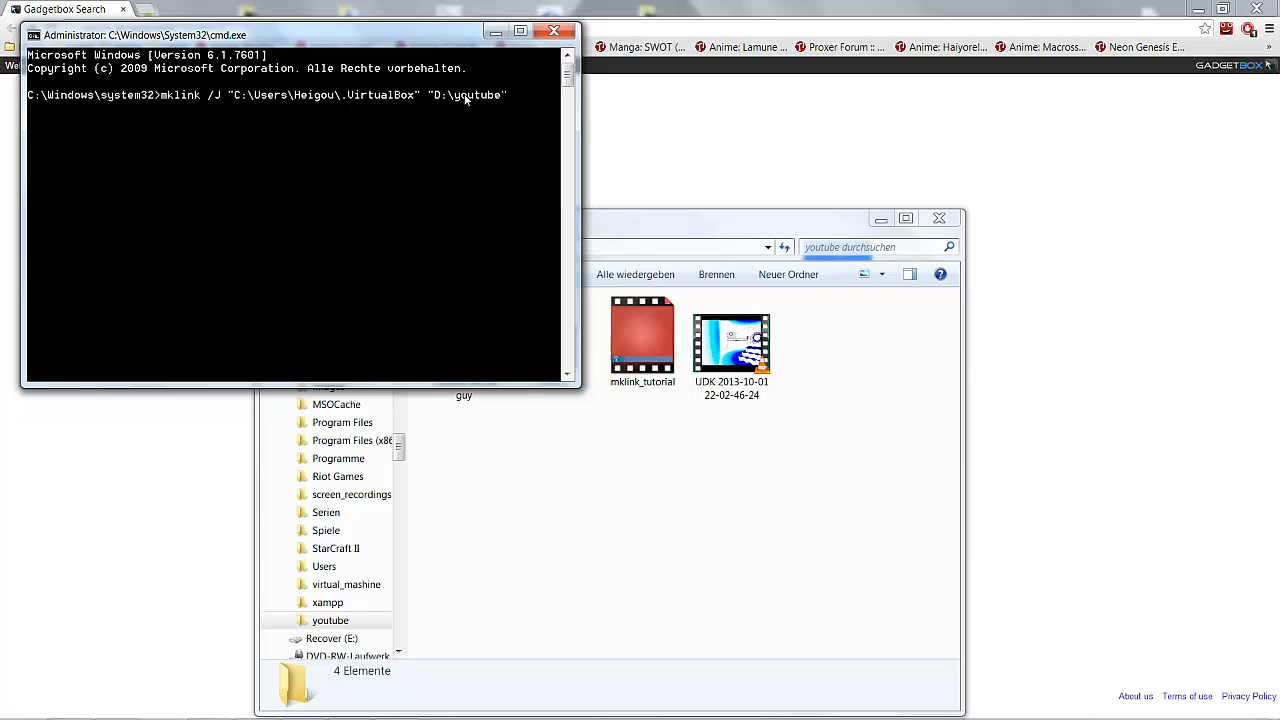 Gadgetbox Search
Administrator: C:\Windows\System32\cmd.exe
Microsoft Windows [Version 6.1.7601]
Copyright (c) 2009 Microsoft Corporation. Alle Rechte vorbehalten.
C:\Windows\system32>mklink /J "C:\Users\Heigou\.VirtualBox" "D:\youtube"
Manga: SWOT (...
Anime: Lamune ...
Proxer Forum :: ...
Anime: Haiyorel...
Anime: Macross...
Neon Genesis E...
GADGETBOX
youtube durchsuchen
Alle wiedergeben
Brennen
Neuer Ordner
mklink_tutorial
UDK 2013-10-01
22-02-46-24
guy
MSOCache
Program Files
Program Files (x86
Programme
Riot Games
screen_recordings
Serien
Spiele
StarCraft II
Users
virtual_mashine
xampp
youtube
Recover (E:)
DVD-RW-Laufwerk
4 Elemente
About us
Terms of use
Privacy Policy